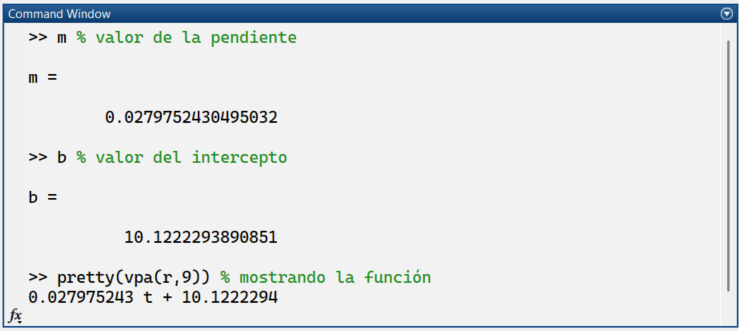 Command Window
>> m % valor de la pendiente
m =
0.0279752430495032
>> b % valor del intercepto
b =
10.1222293890851
>> pretty(vpa(r,9)) % mostrando la función
0.027975243 t + 10.1222294
fx